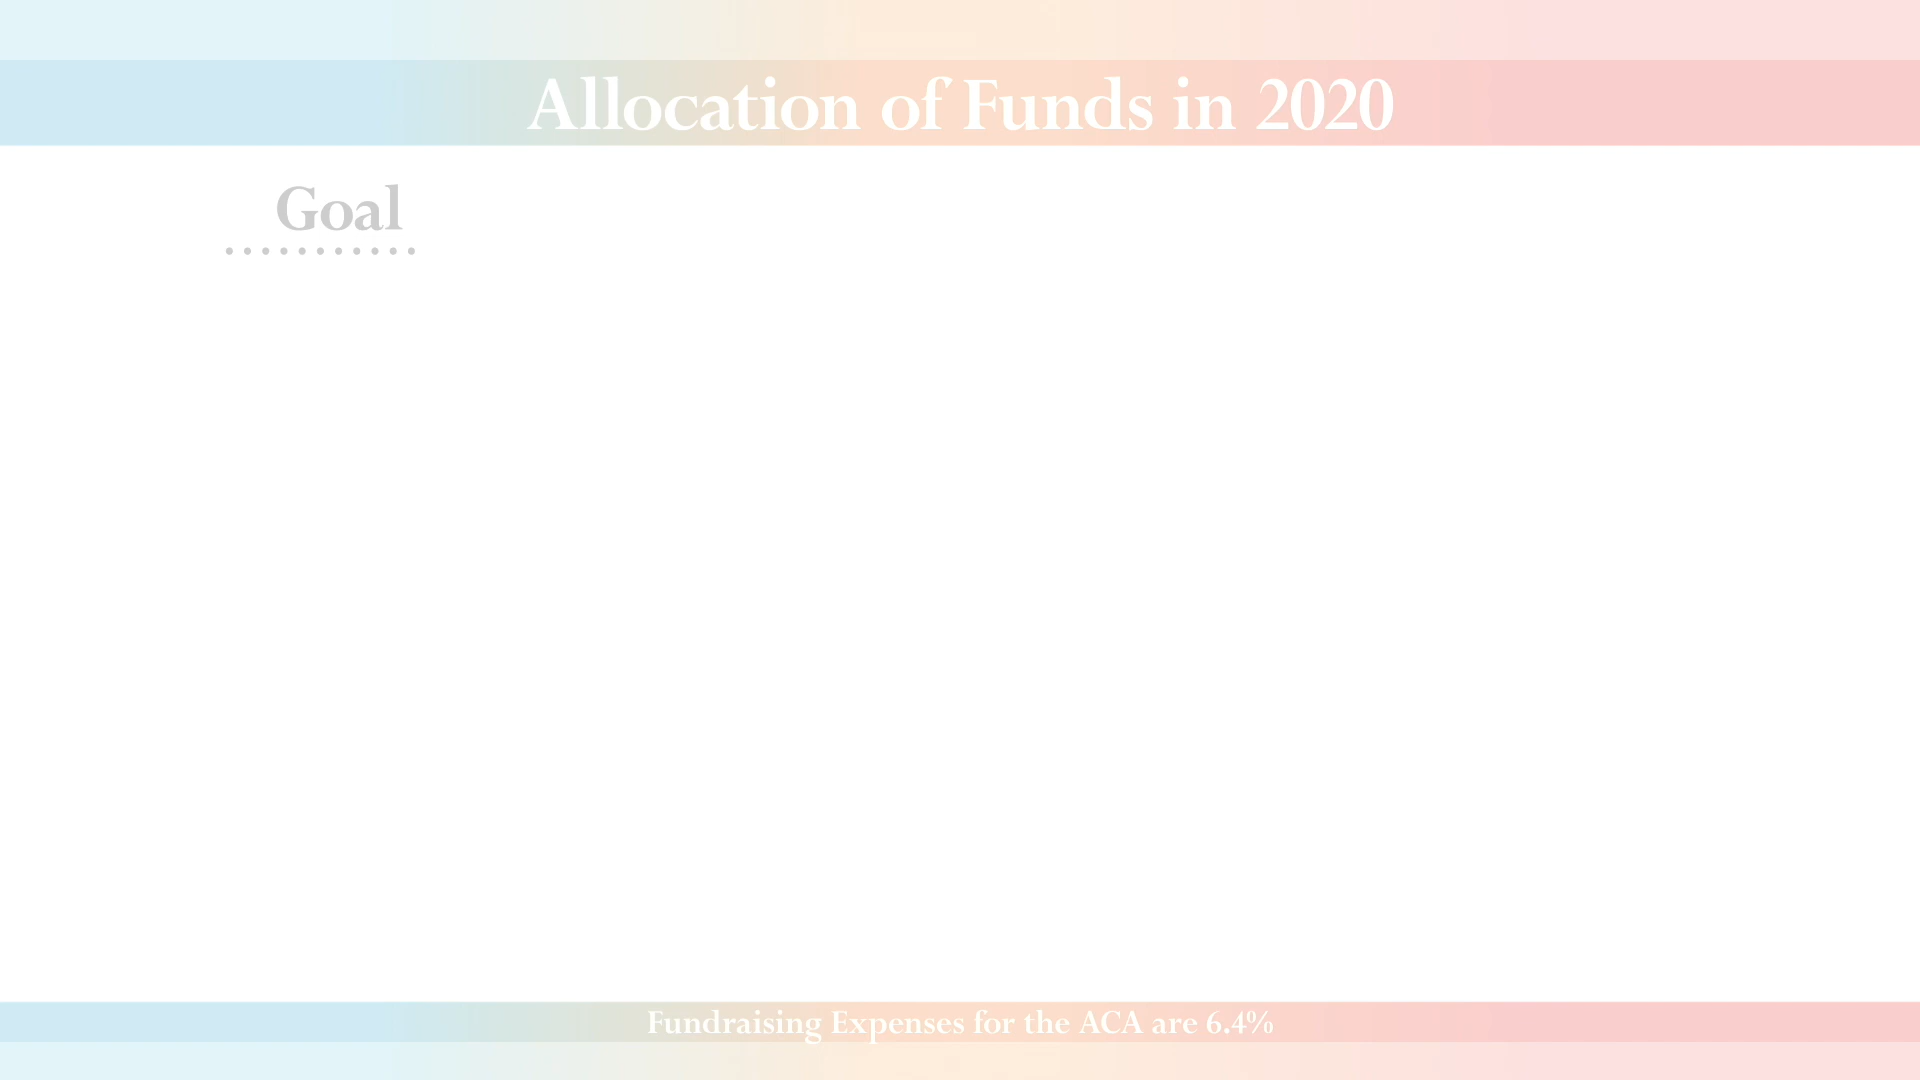 Allocation of Funds in 2020
Goal
Fundraising Expenses for the ACA are 6.4%